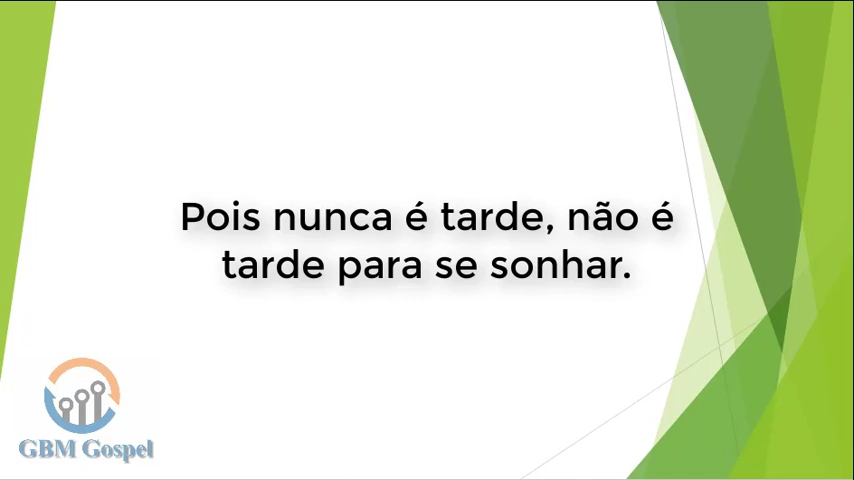 Pois nunca é tarde, não é
tarde para se sonhar.
GBM Gospel